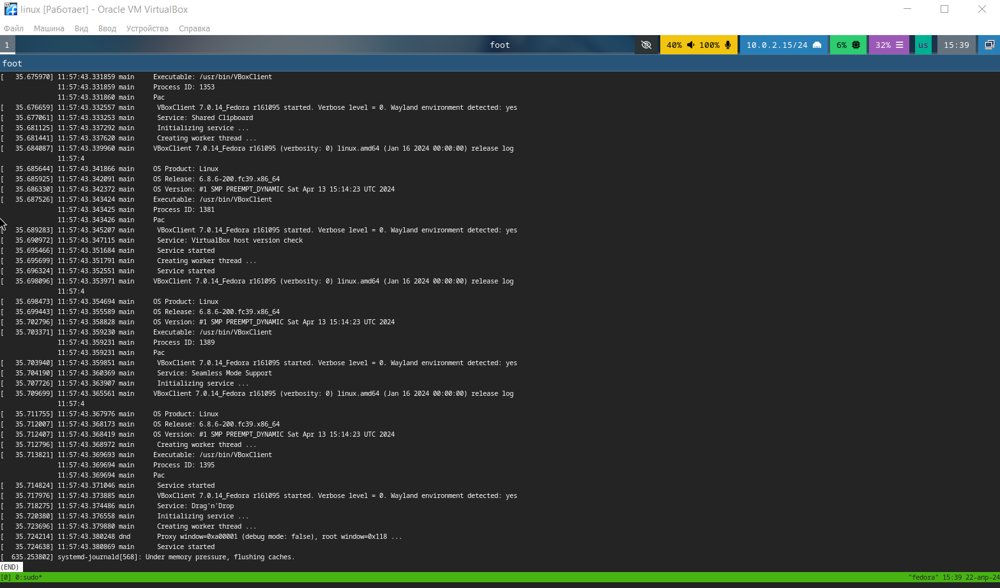 linux [Работает] - Oracle VM VirtualBox
Файл Машина Вид Ввод Устройства Справка
1 foot 40% 100% 10.0.2.15/24 6% 32% us 15:39
foot
[   35.675970] 11:57:43.331859 main     Executable: /usr/bin/VBoxClient
11:57:43.331859 main     Process ID: 1353
11:57:43.331860 main     Pac
[   35.676659] 11:57:43.332557 main      VBoxClient 7.0.14_Fedora r161095 started. Verbose level = 0. Wayland environment detected: yes
[   35.677061] 11:57:43.333253 main      Service: Shared Clipboard
[   35.681125] 11:57:43.337292 main      Initializing service ...
[   35.681441] 11:57:43.337620 main      Creating worker thread ...
[   35.684087] 11:57:43.339960 main     VBoxClient 7.0.14_Fedora r161095 (verbosity: 0) linux.amd64 (Jan 16 2024 00:00:00) release log
11:57:4
[   35.685644] 11:57:43.341866 main     OS Product: Linux
[   35.685925] 11:57:43.342091 main     OS Release: 6.8.6-200.fc39.x86_64
[   35.686330] 11:57:43.342372 main     OS Version: #1 SMP PREEMPT_DYNAMIC Sat Apr 13 15:14:23 UTC 2024
[   35.687526] 11:57:43.343424 main     Executable: /usr/bin/VBoxClient
11:57:43.343425 main     Process ID: 1381
11:57:43.343426 main     Pac
[   35.689283] 11:57:43.345207 main      VBoxClient 7.0.14_Fedora r161095 started. Verbose level = 0. Wayland environment detected: yes
[   35.690972] 11:57:43.347115 main      Service: VirtualBox host version check
[   35.695466] 11:57:43.351684 main      Service started
[   35.695699] 11:57:43.351791 main      Creating worker thread ...
[   35.696324] 11:57:43.352551 main      Service started
[   35.698096] 11:57:43.353971 main     VBoxClient 7.0.14_Fedora r161095 (verbosity: 0) linux.amd64 (Jan 16 2024 00:00:00) release log
11:57:4
[   35.698473] 11:57:43.354694 main     OS Product: Linux
[   35.699443] 11:57:43.355589 main     OS Release: 6.8.6-200.fc39.x86_64
[   35.702796] 11:57:43.358828 main     OS Version: #1 SMP PREEMPT_DYNAMIC Sat Apr 13 15:14:23 UTC 2024
[   35.703371] 11:57:43.359230 main     Executable: /usr/bin/VBoxClient
11:57:43.359231 main     Process ID: 1389
11:57:43.359231 main     Pac
[   35.703940] 11:57:43.359851 main      VBoxClient 7.0.14_Fedora r161095 started. Verbose level = 0. Wayland environment detected: yes
[   35.704190] 11:57:43.360369 main      Service: Seamless Mode Support
[   35.707726] 11:57:43.363907 main      Initializing service ...
[   35.709699] 11:57:43.365561 main     VBoxClient 7.0.14_Fedora r161095 (verbosity: 0) linux.amd64 (Jan 16 2024 00:00:00) release log
11:57:4
[   35.711755] 11:57:43.367976 main     OS Product: Linux
[   35.712007] 11:57:43.368173 main     OS Release: 6.8.6-200.fc39.x86_64
[   35.712407] 11:57:43.368419 main     OS Version: #1 SMP PREEMPT_DYNAMIC Sat Apr 13 15:14:23 UTC 2024
[   35.712796] 11:57:43.368972 main      Creating worker thread ...
[   35.713821] 11:57:43.369693 main     Executable: /usr/bin/VBoxClient
11:57:43.369694 main     Process ID: 1395
11:57:43.369694 main     Pac
[   35.714824] 11:57:43.371046 main      Service started
[   35.717976] 11:57:43.373885 main      VBoxClient 7.0.14_Fedora r161095 started. Verbose level = 0. Wayland environment detected: yes
[   35.718275] 11:57:43.374486 main      Service: Drag'n'Drop
[   35.720380] 11:57:43.376558 main      Initializing service ...
[   35.723696] 11:57:43.379880 main      Creating worker thread ...
[   35.724214] 11:57:43.380248 dnd       Proxy window=0xa00001 (debug mode: false), root window=0x118 ...
[   35.724638] 11:57:43.380869 main      Service started
[  635.253802] systemd-journald[568]: Under memory pressure, flushing caches.
(END)
[0] 0:sudo* "fedora" 15:39 22-апр-24